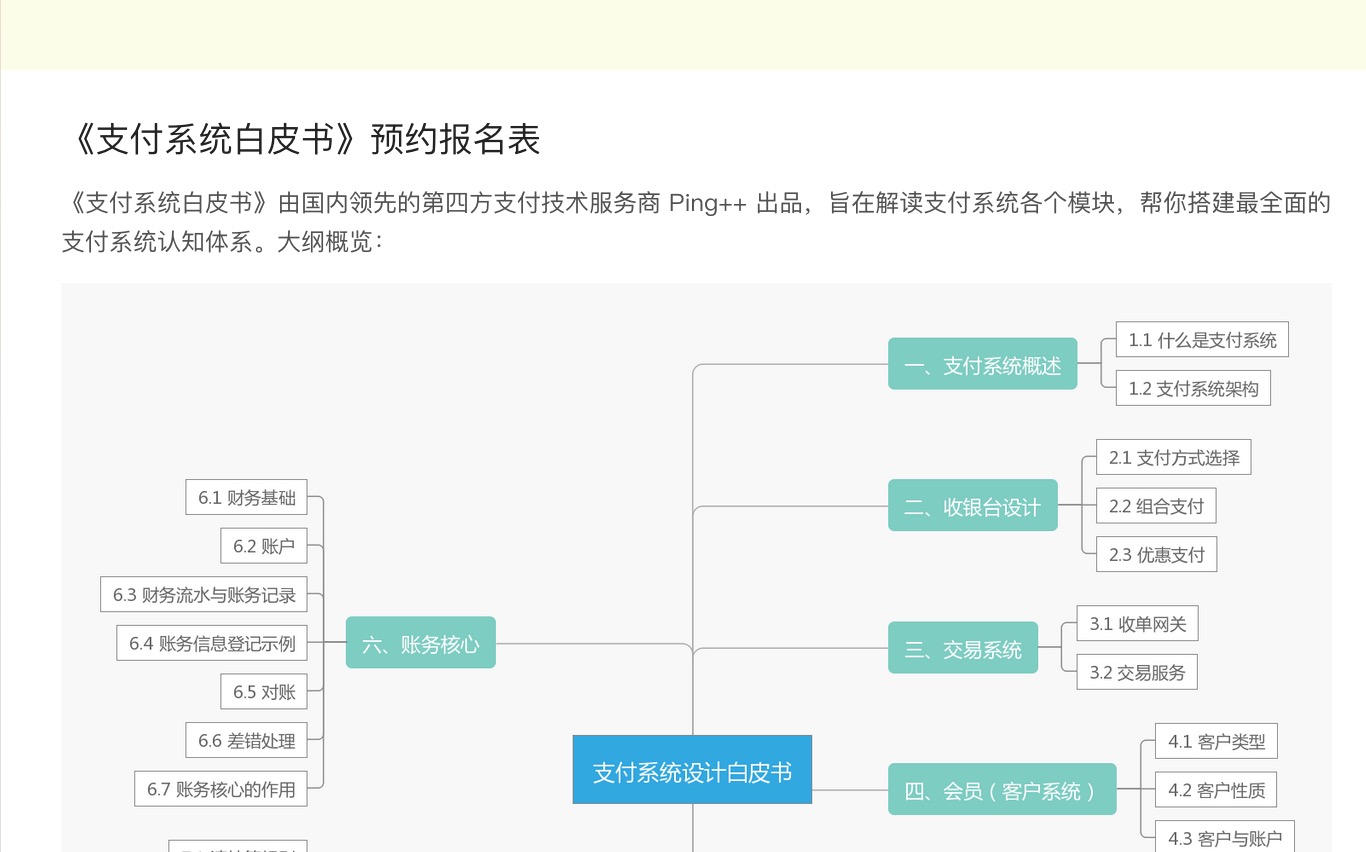 《支付系统白皮书》预约报名表
《支付系统白皮书》由国内领先的第四方支付技术服务商 Ping++ 出品，旨在解读支付系统各个模块，帮你搭建最全面的
支付系统认知体系。大纲概览：
一、支付系统概述
1.1 什么是支付系统
1.2 支付系统架构
二、收银台设计
2.1 支付方式选择
2.2 组合支付
2.3 优惠支付
三、交易系统
3.1 收单网关
3.2 交易服务
四、会员（客户系统）
4.1 客户类型
4.2 客户性质
4.3 客户与账户
支付系统设计白皮书
六、账务核心
6.1 财务基础
6.2 账户
6.3 财务流水与账务记录
6.4 账务信息登记示例
6.5 对账
6.6 差错处理
6.7 账务核心的作用